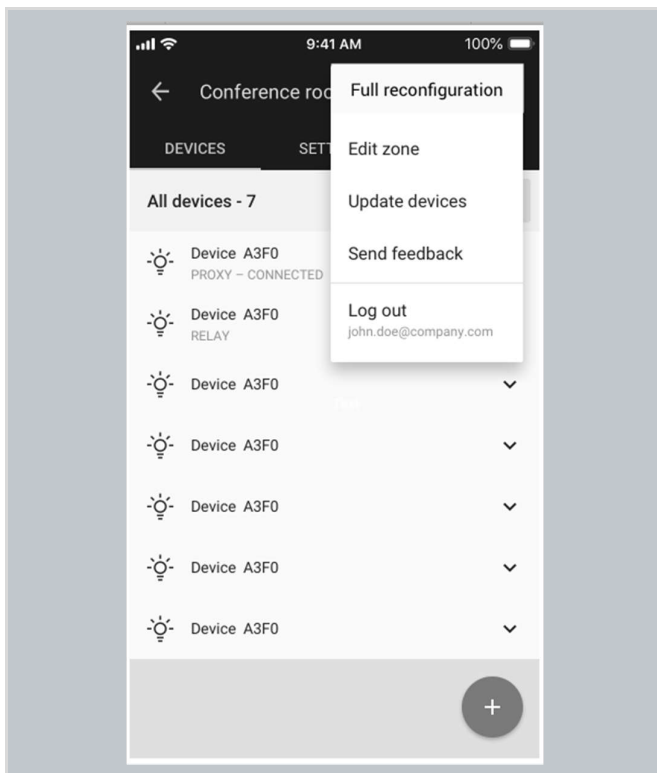 9:41 AM 100%
Conference roo
Full reconfiguration
DEVICES SETT
Edit zone
All devices - 7
Update devices
Device A3F0
PROXY – CONNECTED
Send feedback
Device A3F0
RELAY
Log out
john.doe@company.com
Device A3F0
Device A3F0
Device A3F0
Device A3F0
Device A3F0
+